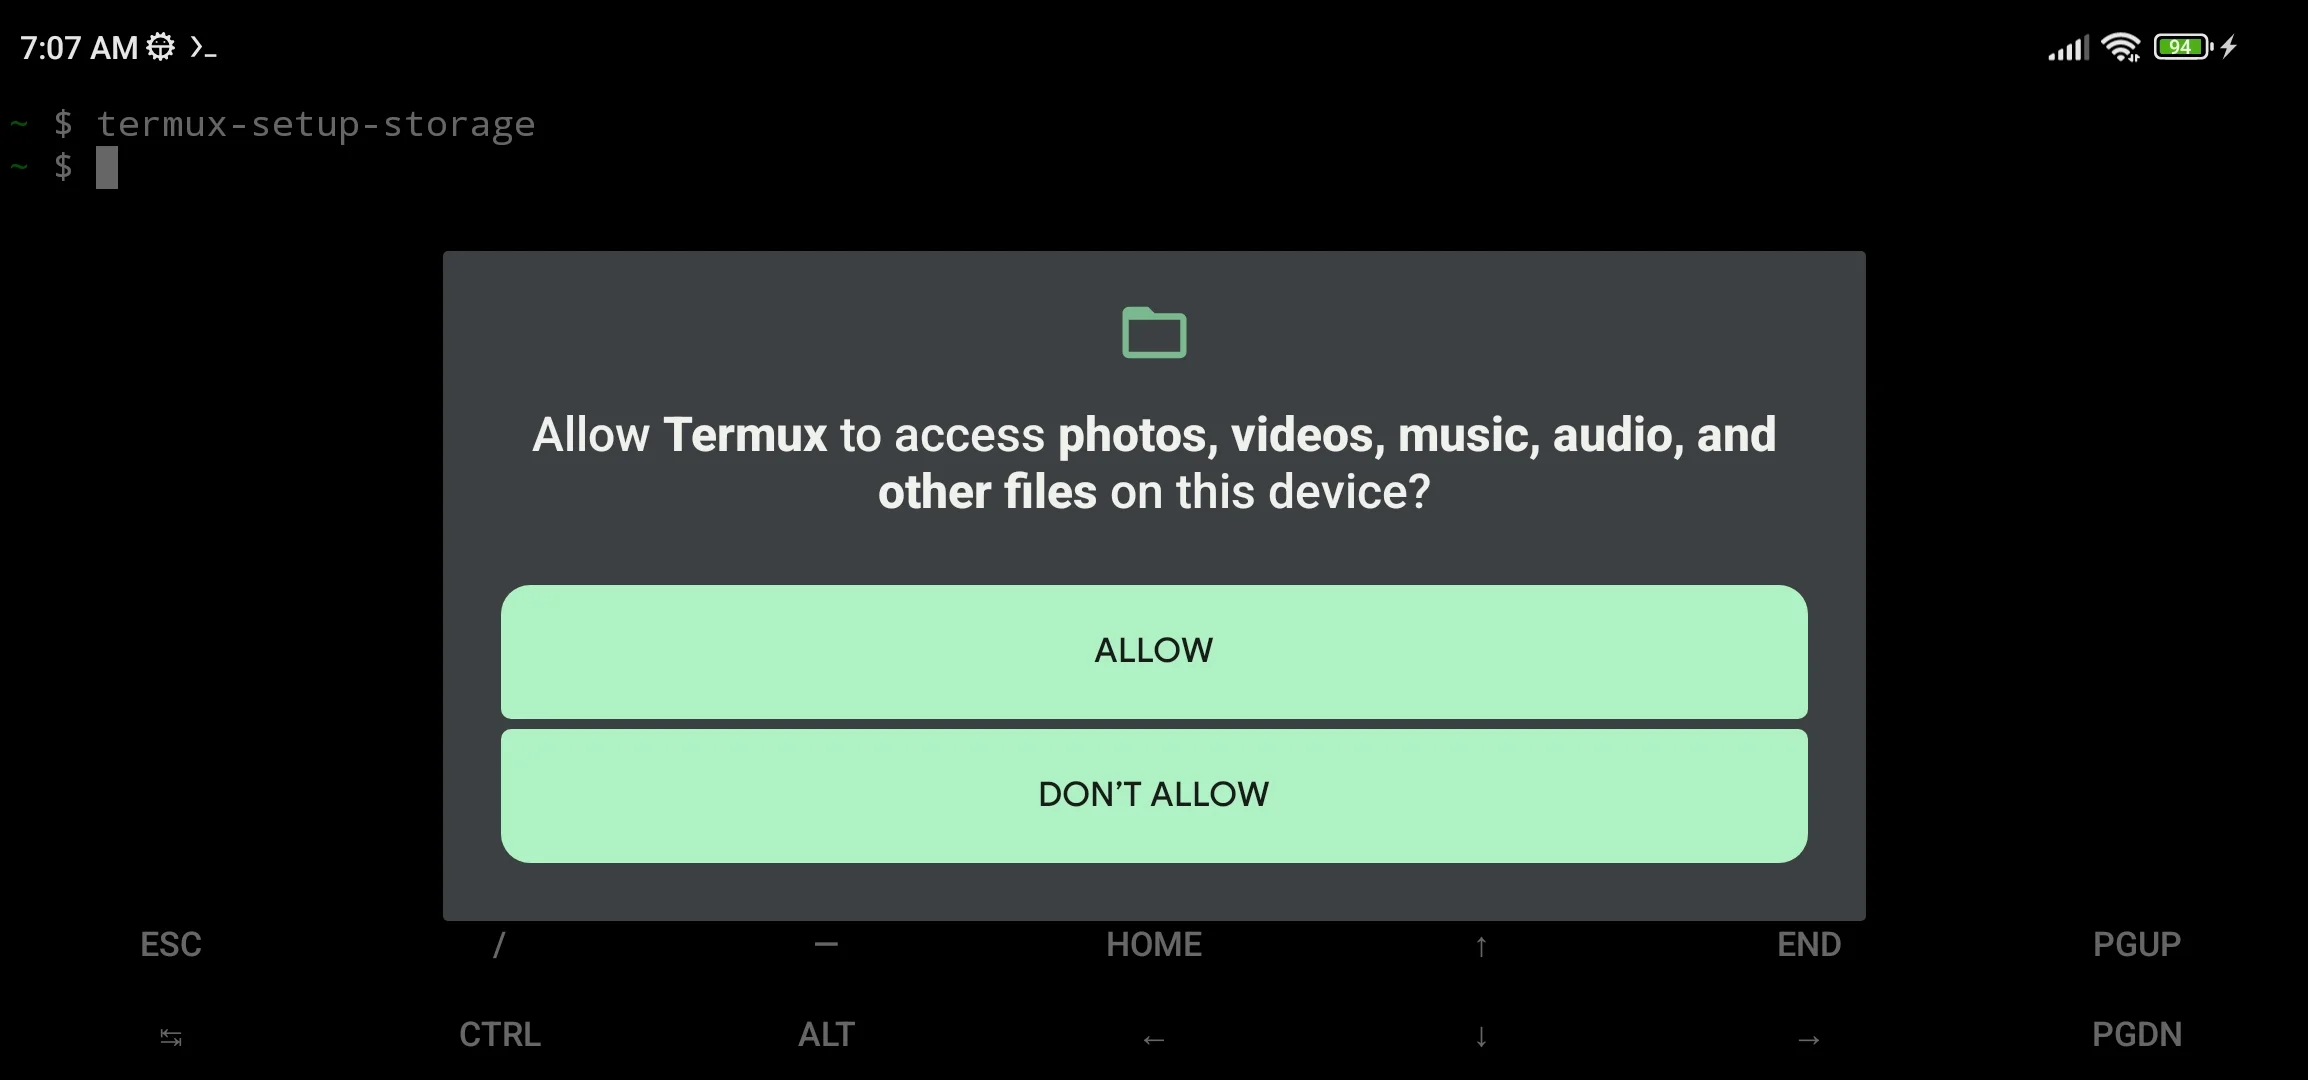 7:07 AM
94
~ $ termux-setup-storage
~ $
Allow Termux to access photos, videos, music, audio, and
other files on this device?
ALLOW
DON’T ALLOW
ESC / — HOME ↑ END PGUP
↹ CTRL ALT ← ↓ → PGDN